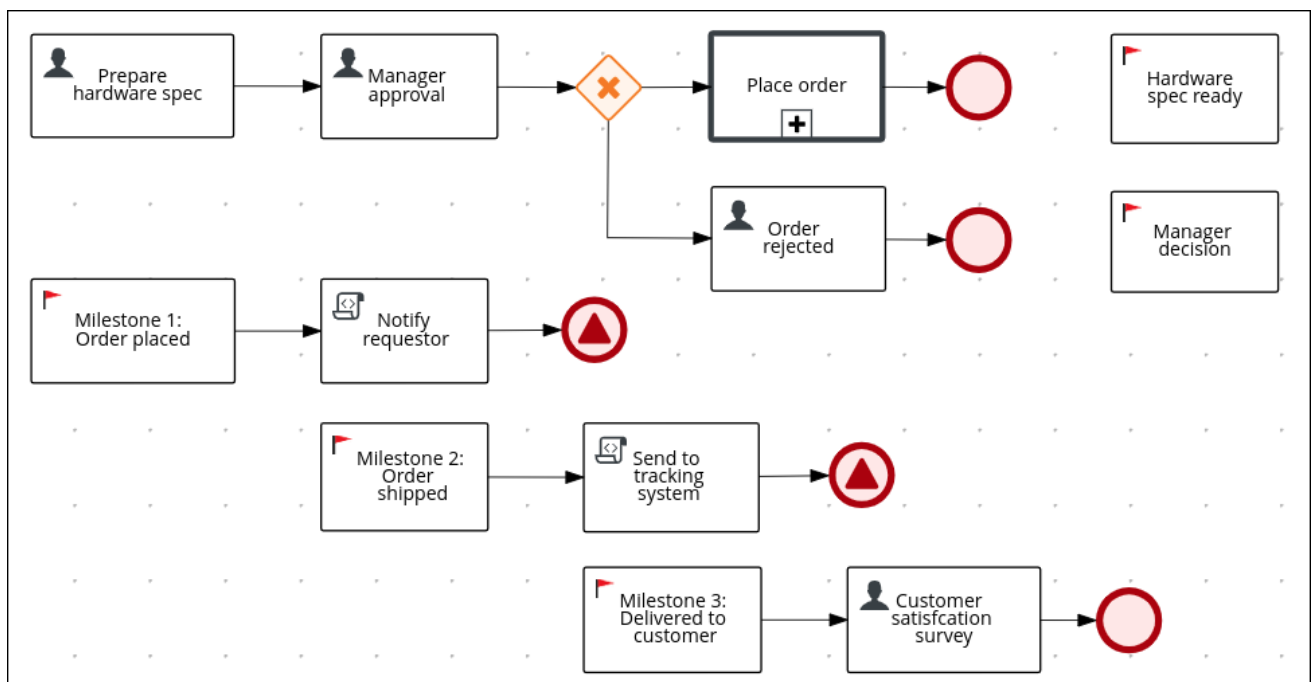 Prepare
hardware spec
Manager
approval
Place order
Hardware
spec ready
Order
rejected
Manager
decision
Milestone 1:
Order placed
Notify
requestor
Milestone 2:
Order
shipped
Send to
tracking
system
Milestone 3:
Delivered to
customer
Customer
satisfcation
survey